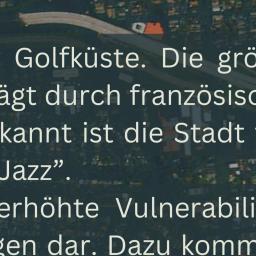 Golfküste. Die grö
ägt durch französisc
kannt ist die Stadt
Jazz”.
erhöhte Vulnerabili
gen dar. Dazu komm